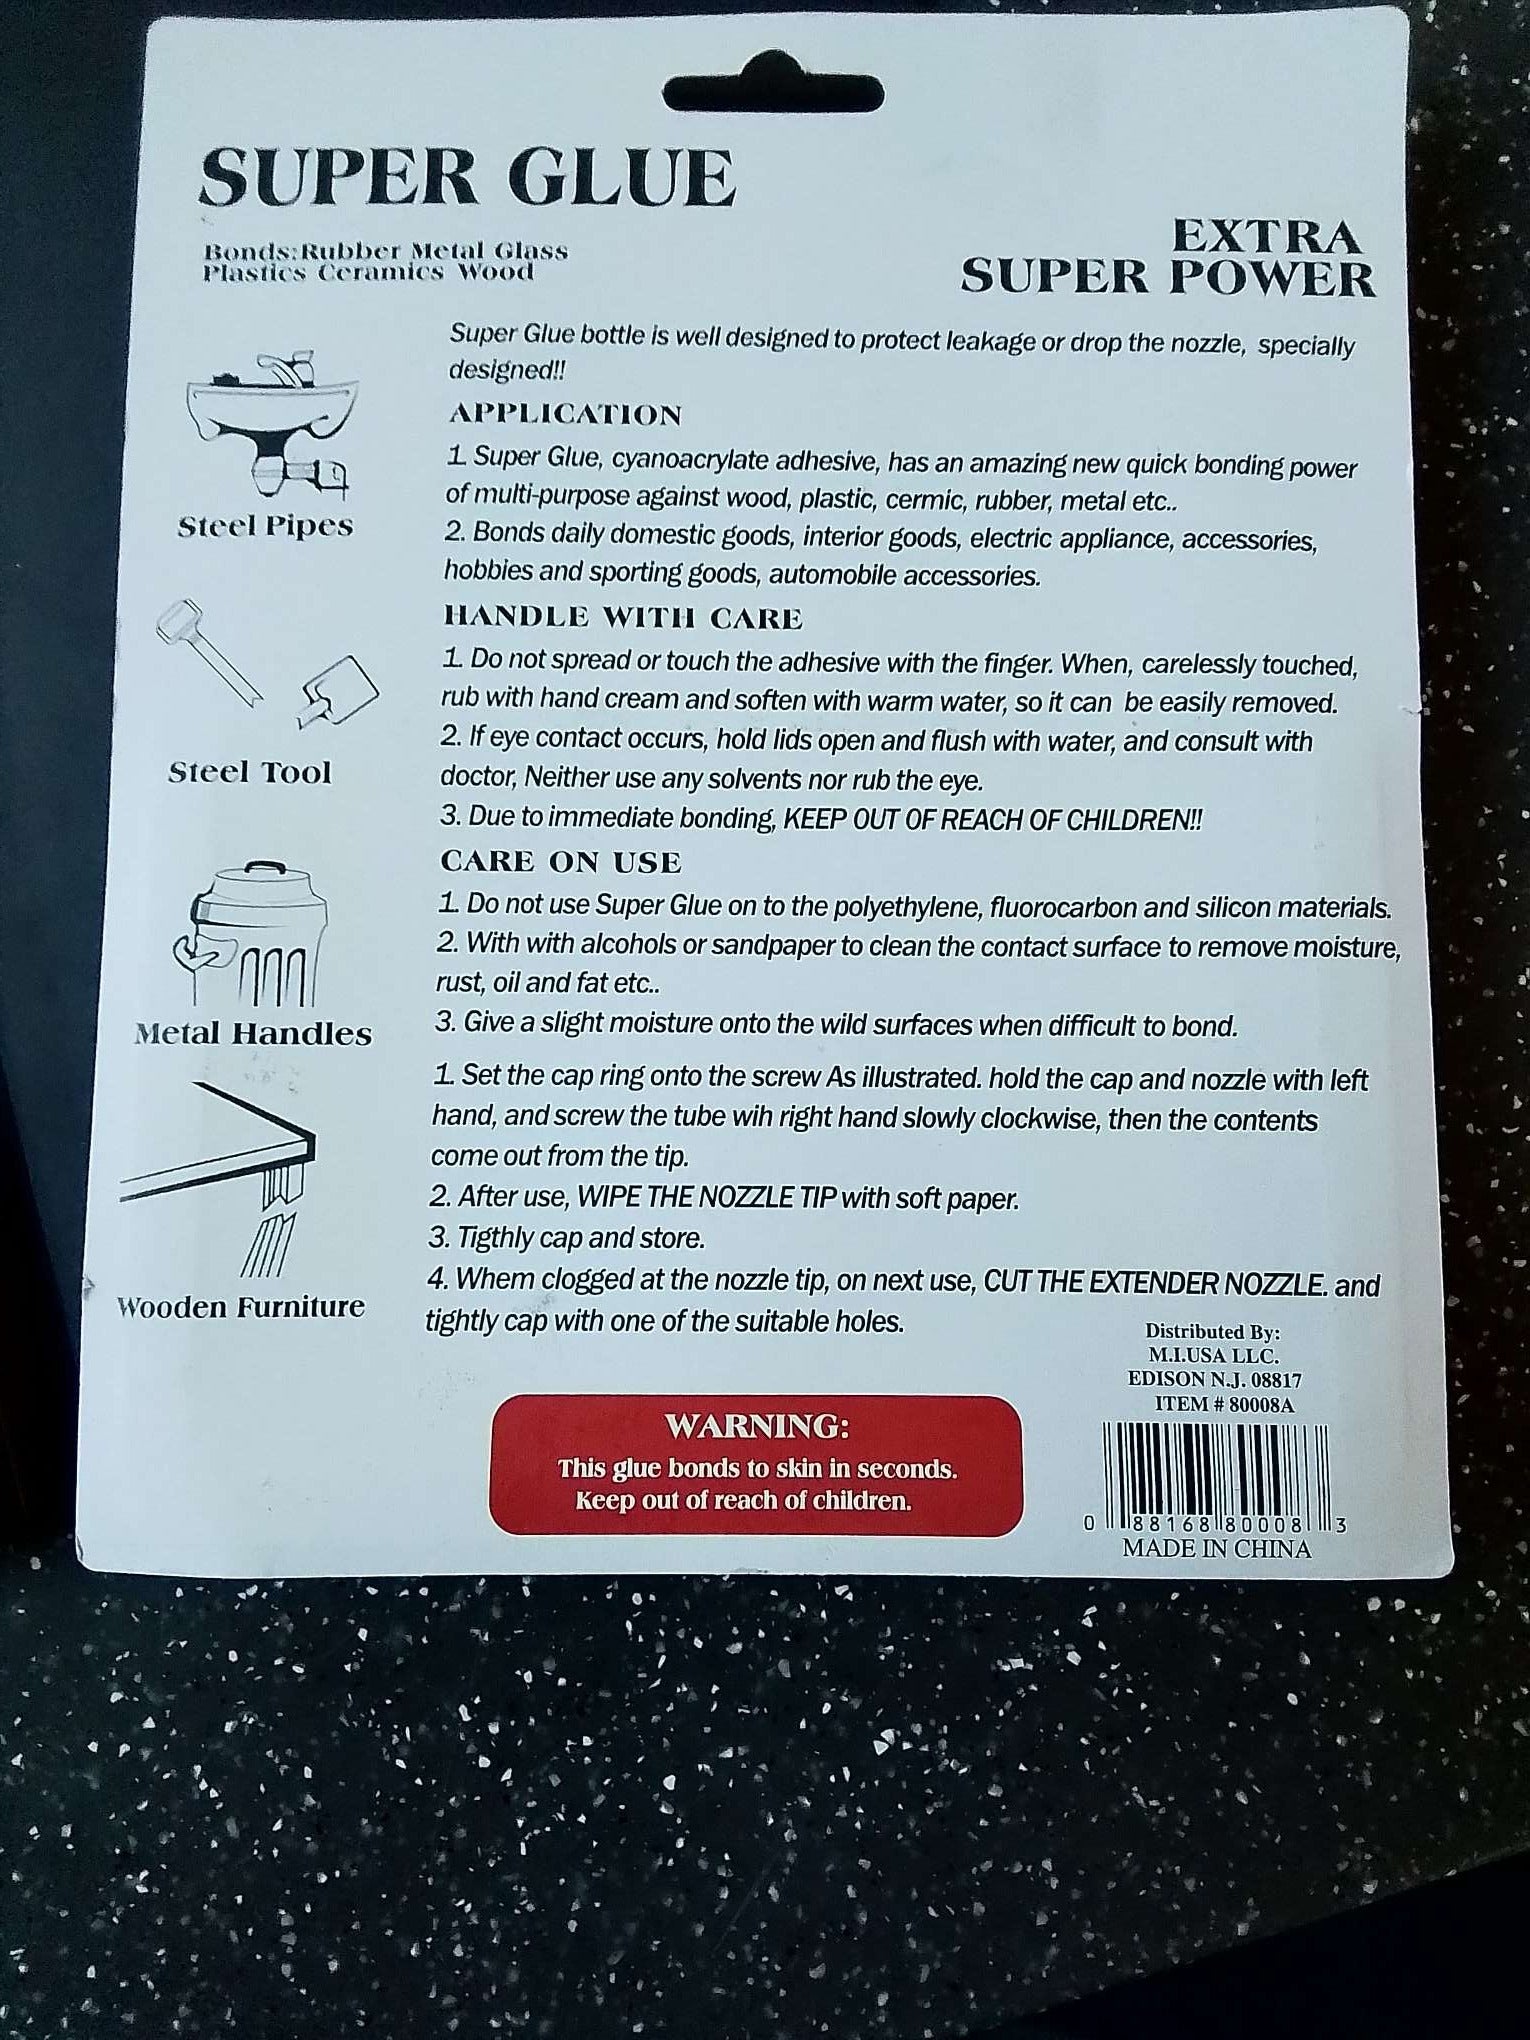 SUPER GLUE
Bonds:Rubber Metal Glass
Plastics Ceramics Wood
EXTRA
SUPER POWER
Super Glue bottle is well designed to protect leakage or drop the nozzle, specially
designed!!
APPLICATION
1. Super Glue, cyanoacrylate adhesive, has an amazing new quick bonding power
of multi-purpose against wood, plastic, cermic, rubber, metal etc..
2. Bonds daily domestic goods, interior goods, electric appliance, accessories,
hobbies and sporting goods, automobile accessories.
Steel Pipes
HANDLE WITH CARE
1. Do not spread or touch the adhesive with the finger. When, carelessly touched,
rub with hand cream and soften with warm water, so it can be easily removed.
2. If eye contact occurs, hold lids open and flush with water, and consult with
doctor, Neither use any solvents nor rub the eye.
3. Due to immediate bonding, KEEP OUT OF REACH OF CHILDREN!!
Steel Tool
CARE ON USE
1. Do not use Super Glue on to the polyethylene, fluorocarbon and silicon materials.
2. With with alcohols or sandpaper to clean the contact surface to remove moisture,
rust, oil and fat etc..
3. Give a slight moisture onto the wild surfaces when difficult to bond.
Metal Handles
1. Set the cap ring onto the screw As illustrated. hold the cap and nozzle with left
hand, and screw the tube wih right hand slowly clockwise, then the contents
come out from the tip.
2. After use, WIPE THE NOZZLE TIP with soft paper.
3. Tigthly cap and store.
4. Whem clogged at the nozzle tip, on next use, CUT THE EXTENDER NOZZLE. and
tightly cap with one of the suitable holes.
Wooden Furniture
WARNING:
This glue bonds to skin in seconds.
Keep out of reach of children.
Distributed By:
M.I.USA LLC.
EDISON N.J. 08817
ITEM # 80008A
0 88168 80008 3
MADE IN CHINA